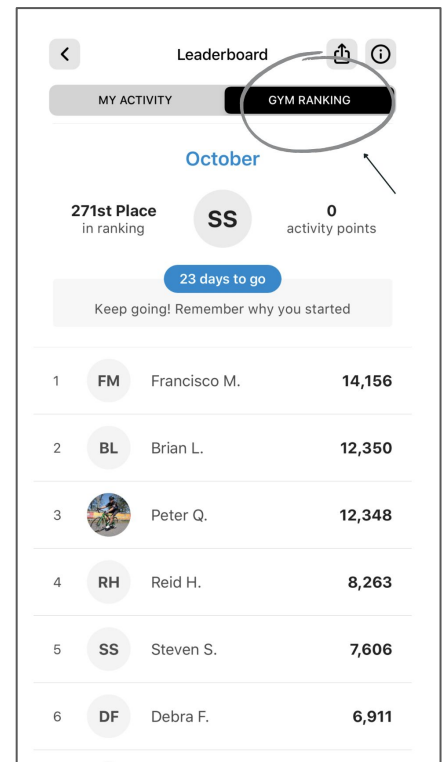 Leaderboard
MY ACTIVITY GYM RANKING
October
271st Place
in ranking
SS
0
activity points
23 days to go
Keep going! Remember why you started
1 FM Francisco M. 14,156
2 BL Brian L. 12,350
3 Peter Q. 12,348
4 RH Reid H. 8,263
5 SS Steven S. 7,606
6 DF Debra F. 6,911